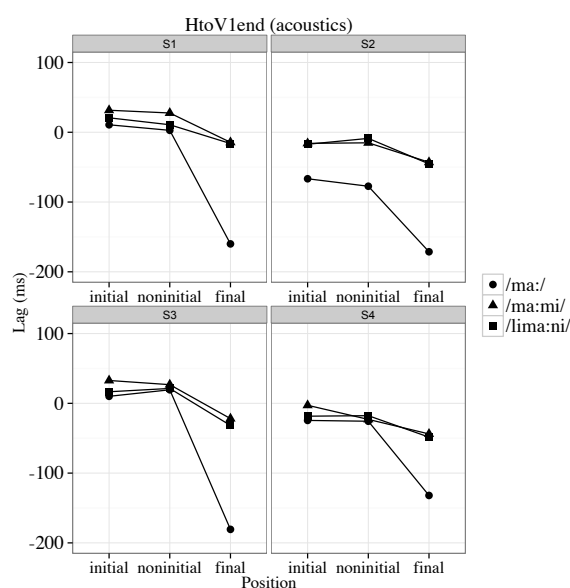 HtoV1end (acoustics)
S1
S2
100
0
-100
-200
initial noninitial final
initial noninitial final
Lag (ms)
/ma:/
/ma:mi/
/lima:ni/
S3
S4
100
0
-100
-200
initial noninitial final
initial noninitial final
Position